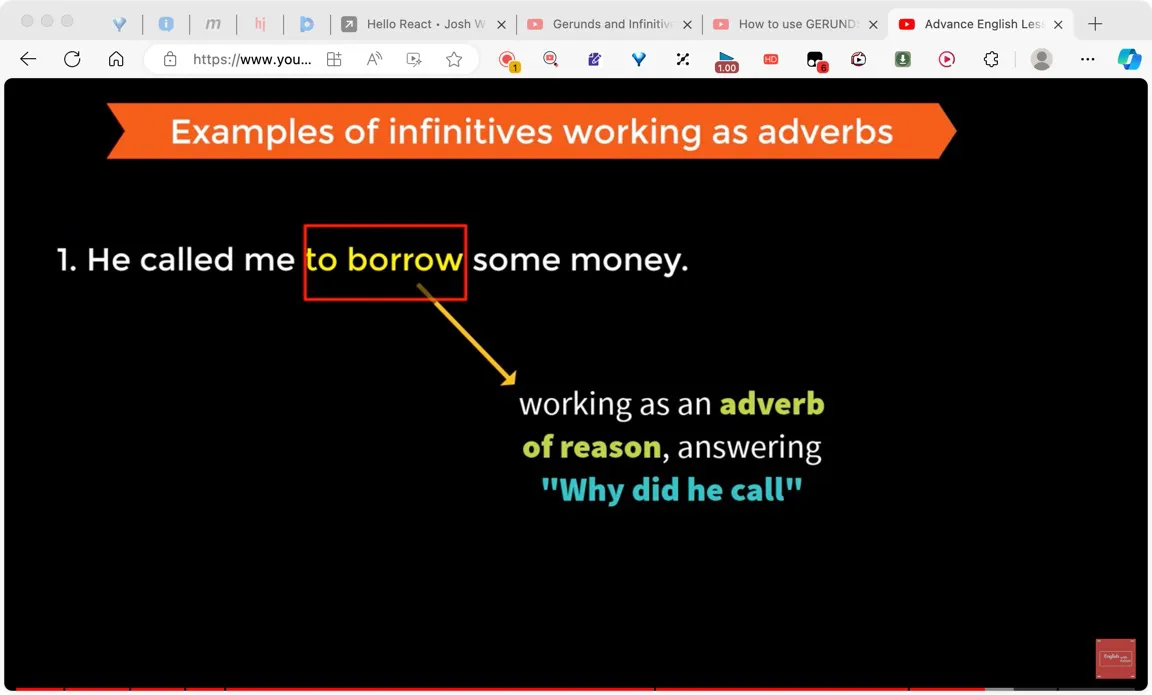 m
hj
Hello React • Josh W
Gerunds and Infinitiv
How to use GERUND
Advance English Les
https://www.you...
A
1
1.00
HD
6
Examples of infinitives working as adverbs
1. He called me to borrow some money.
working as an adverb
of reason, answering
"Why did he call"
English